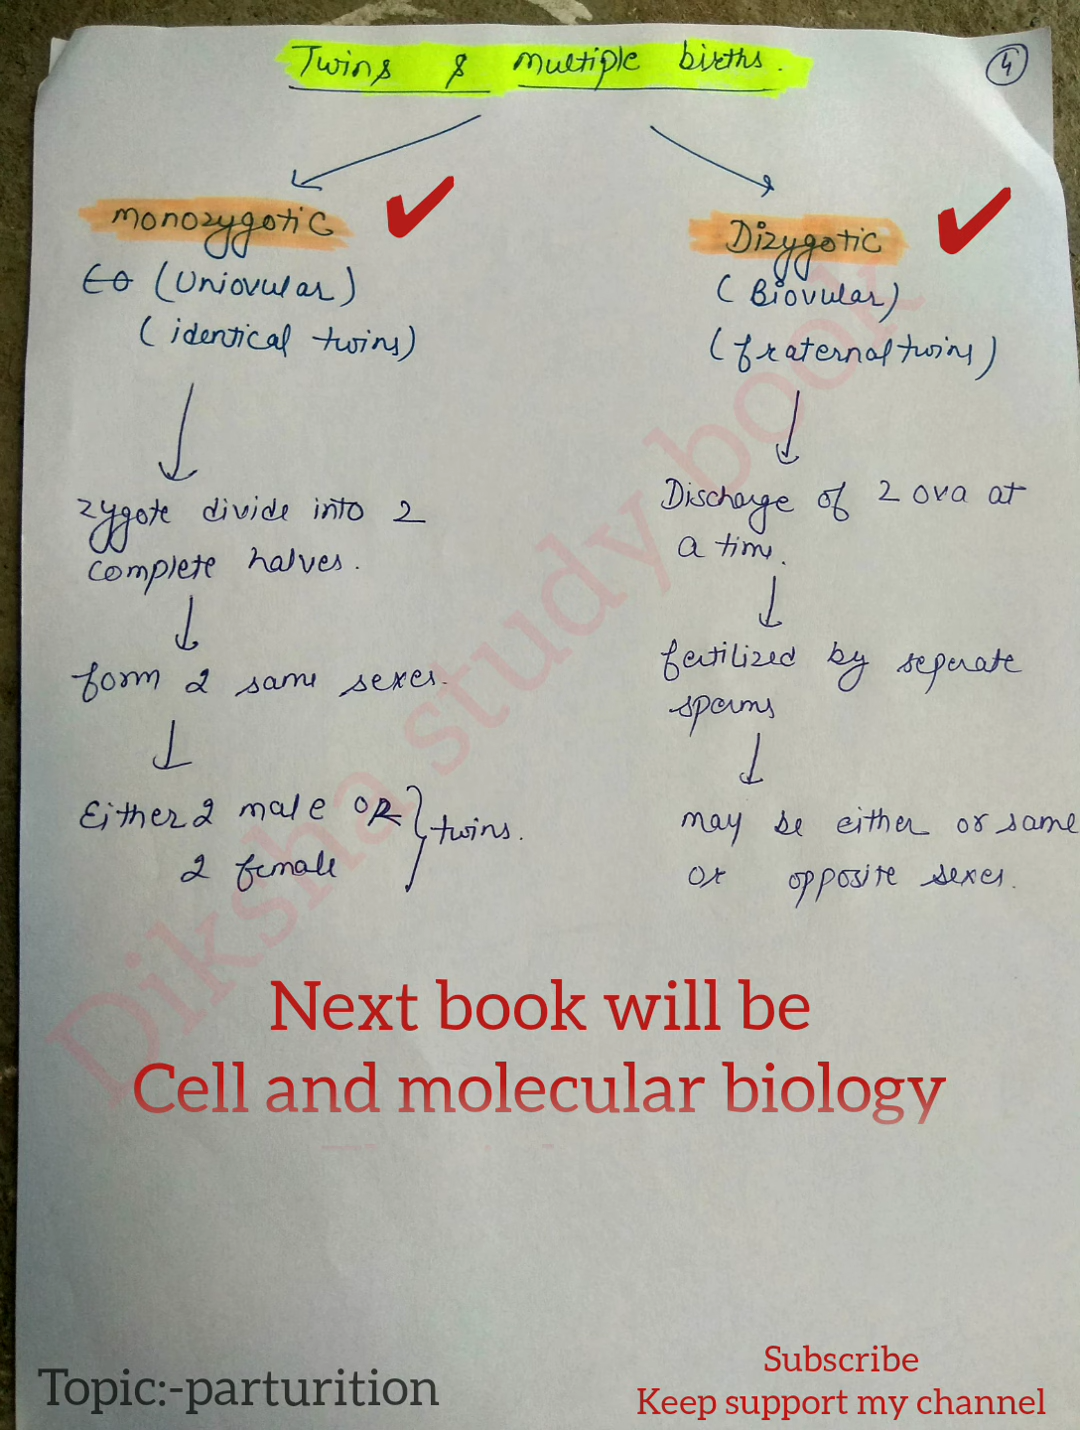 Twins & multiple births.
4
monozygotic
(Uniovular)
(identical twins)
zygote divide into 2
complete halves.
form 2 same sexes.
Either 2 male OR
2 female
twins.
Dizygotic
(Biovular)
(fraternal twins)
Discharge of 2 ova at
a time.
fertilized by seperate
sperms
may be either or same
or opposite sexes.
Diksha study book
Next book will be
Cell and molecular biology
Topic:-parturition
Subscribe
Keep support my channel